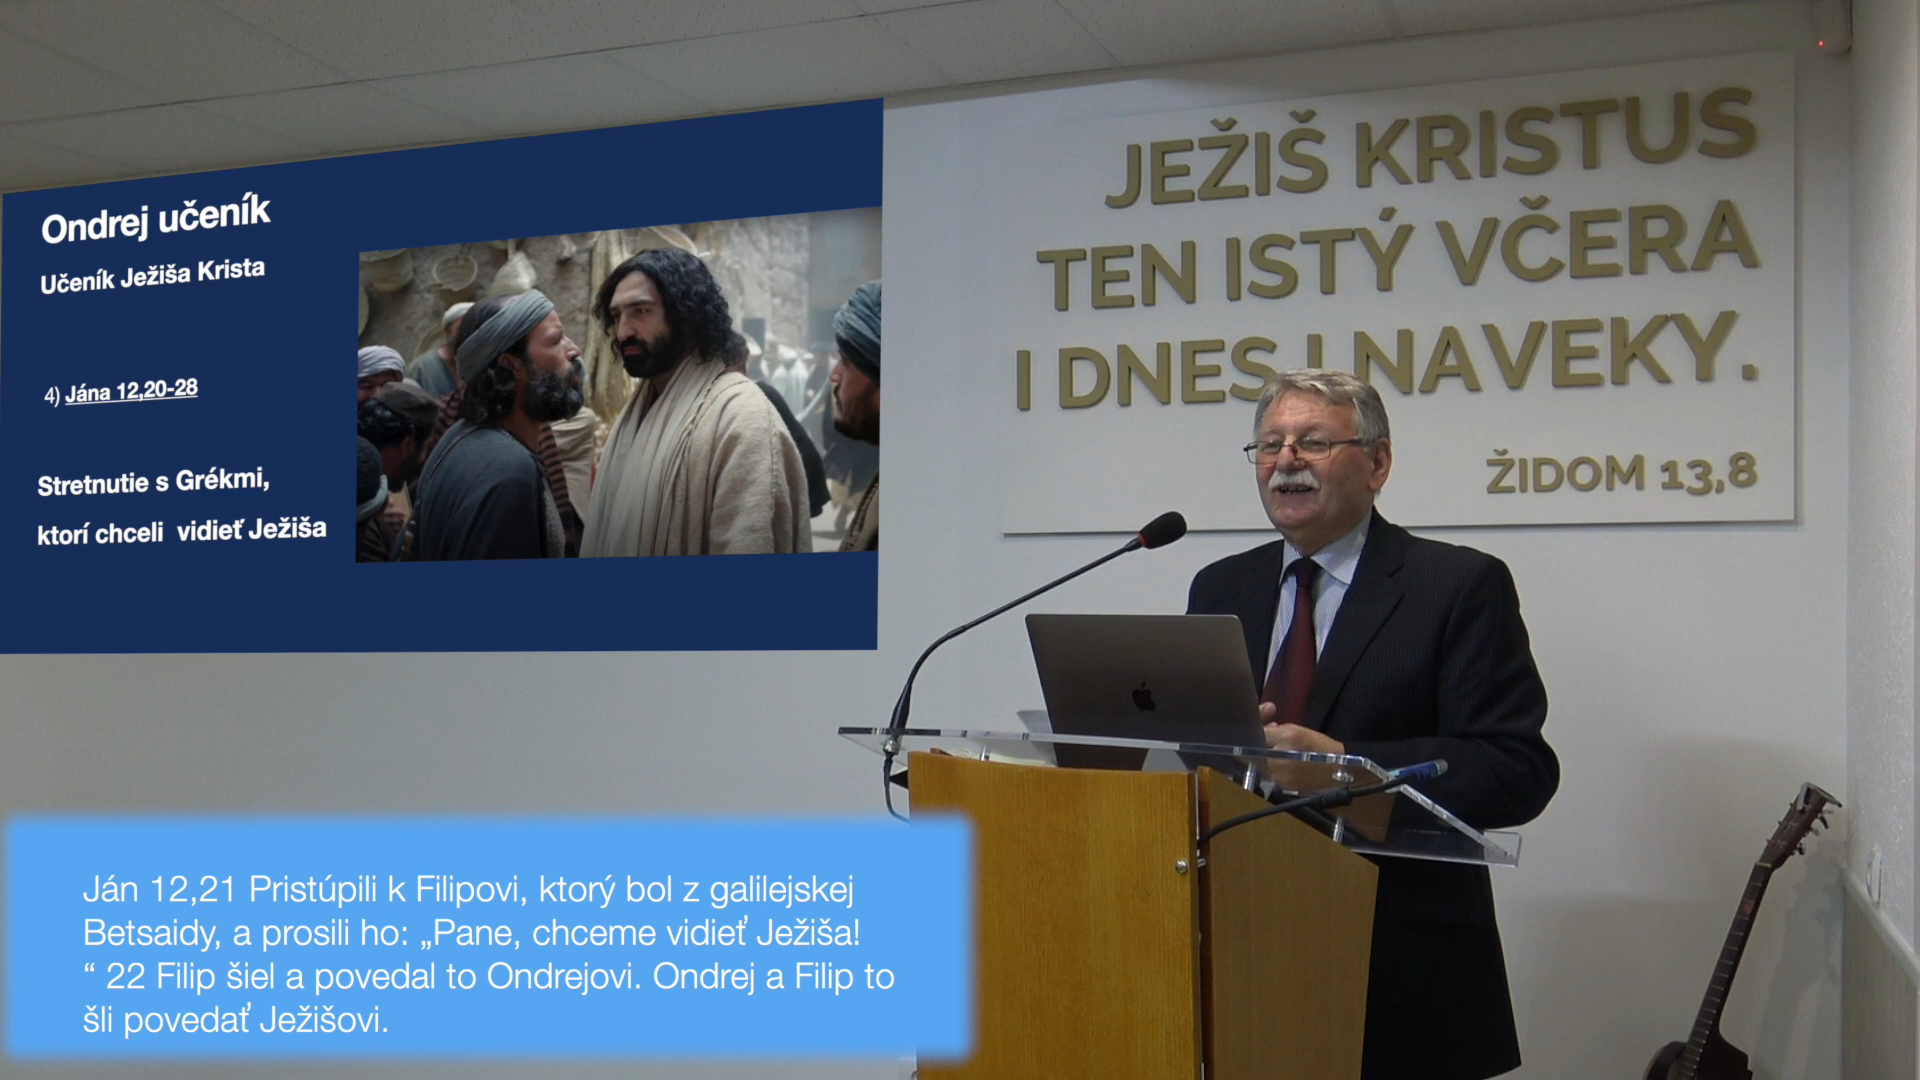 Ondrej učeník
Učeník Ježiša Krista
4) Jána 12,20-28
Stretnutie s Grékmi,
ktorí chceli vidieť Ježiša
JEŽIŠ KRISTUS
TEN ISTÝ VČERA
I DNES I NAVEKY.
ŽIDOM 13,8
Ján 12,21 Pristúpili k Filipovi, ktorý bol z galilejskej
Betsaidy, a prosili ho: „Pane, chceme vidieť Ježiša!
“ 22 Filip šiel a povedal to Ondrejovi. Ondrej a Filip to
šli povedať Ježišovi.